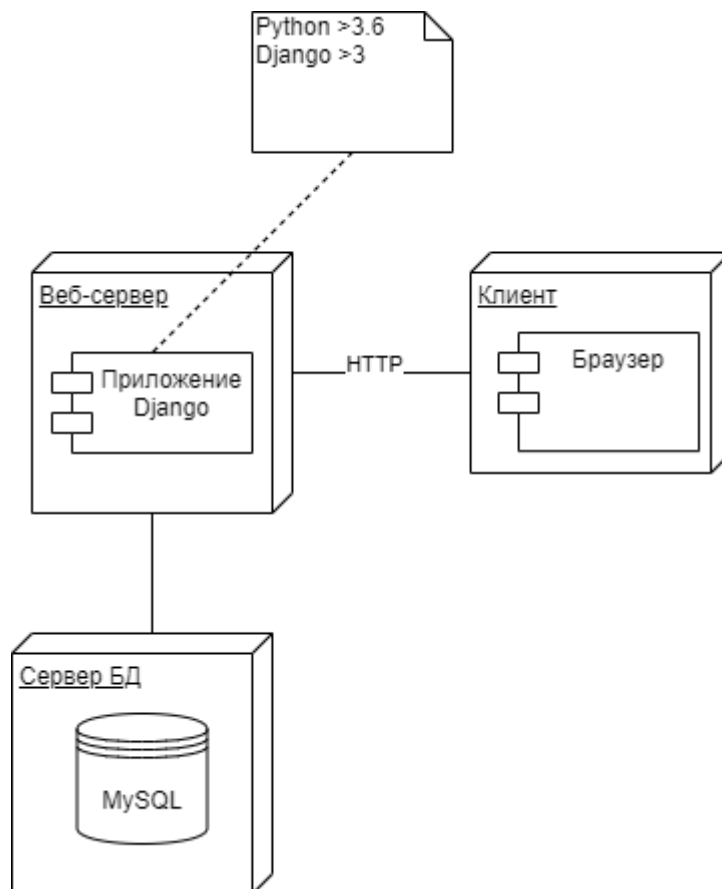 Python >3.6
Django >3
Веб-сервер
Приложение
Django
HTTP
Клиент
Браузер
Сервер БД
MySQL